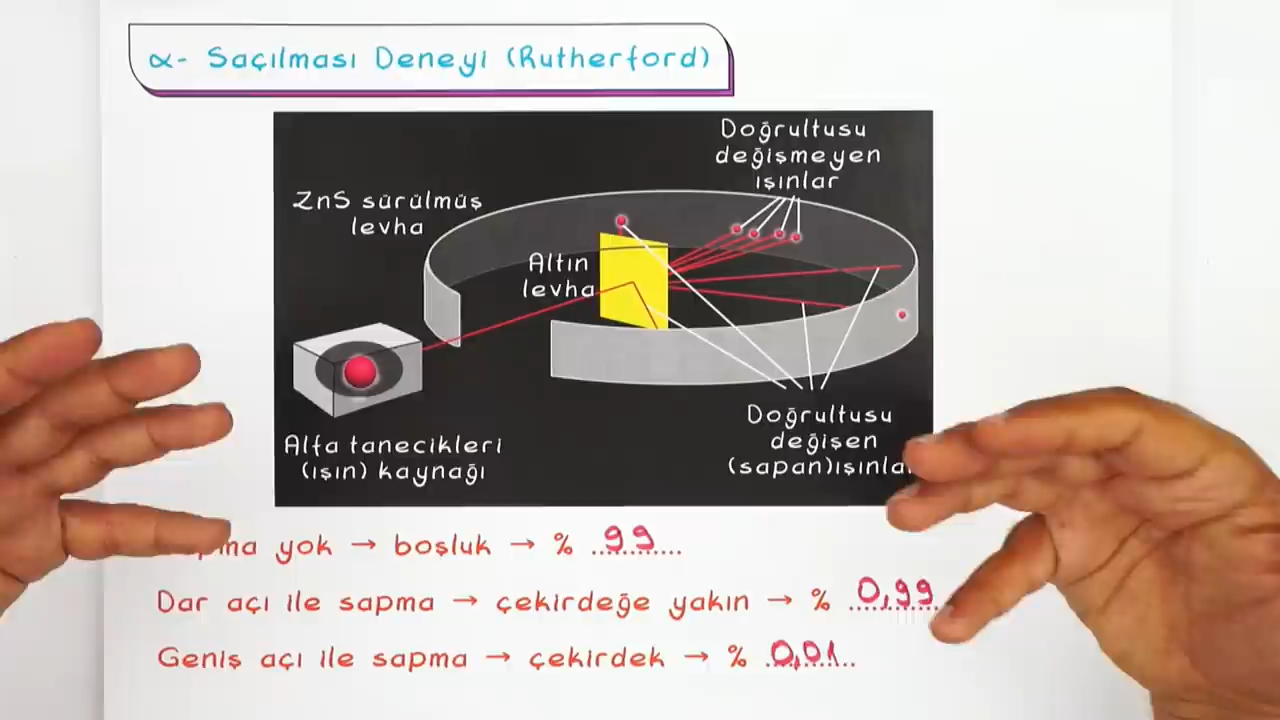 α- Saçılması Deneyi (Rutherford)
Doğrultusu
değişmeyen
ışınlar
ZnS sürülmüş
levha
Altın
levha
Alfa tanecikleri
(ışın) kaynağı
Doğrultusu
değişen
(sapan)ışınla
yok → boşluk → % 99
Dar açı ile sapma → çekirdeğe yakın → % 0,99
Geniş açı ile sapma → çekirdek → % 0,01